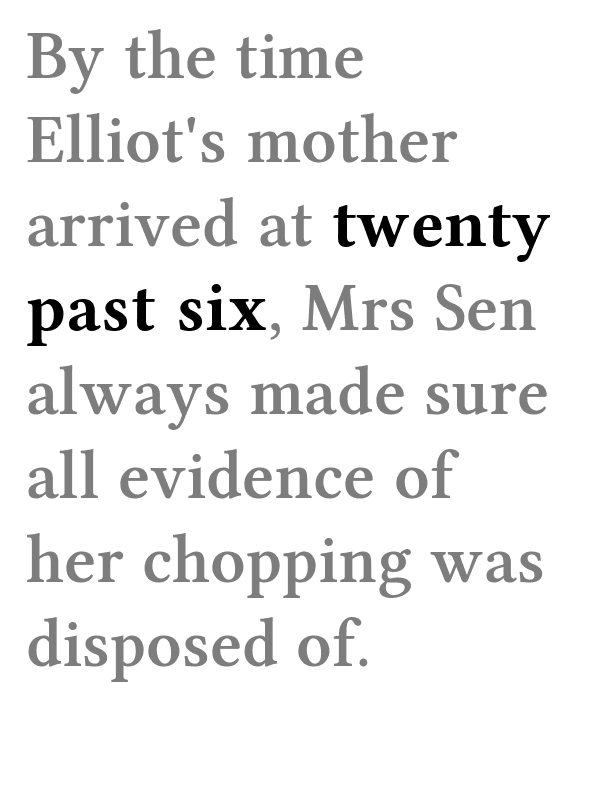 By the time
Elliot's mother
arrived at twenty
past six, Mrs Sen
always made sure
all evidence of
her chopping was
disposed of.